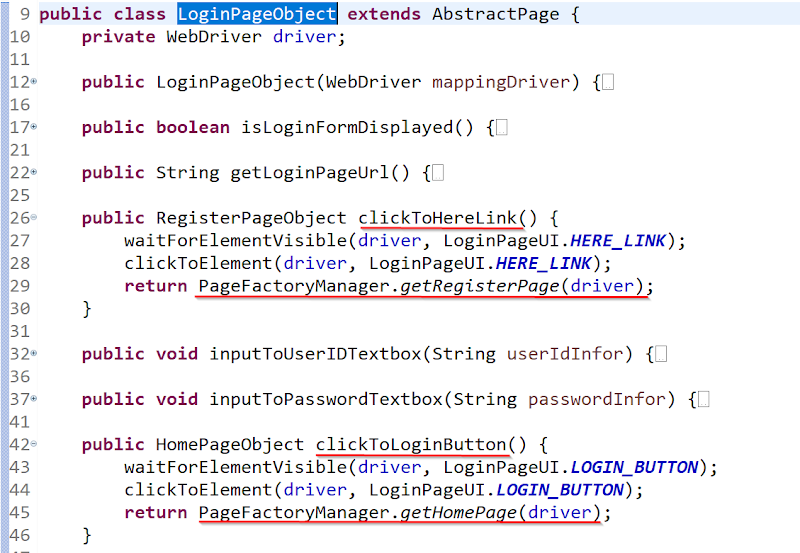 9 public class LoginPageObject extends AbstractPage {
10 private WebDriver driver;
11
12 public LoginPageObject(WebDriver mappingDriver) {
16
17 public boolean isLoginFormDisplayed() {
21
22 public String getLoginPageUrl() {
25
26 public RegisterPageObject clickToHereLink() {
27 waitForElementVisible(driver, LoginPageUI.HERE_LINK);
28 clickToElement(driver, LoginPageUI.HERE_LINK);
29 return PageFactoryManager.getRegisterPage(driver);
30 }
31
32 public void inputToUserIDTextbox(String userIdInfor) {
36
37 public void inputToPasswordTextbox(String passwordInfor) {
41
42 public HomePageObject clickToLoginButton() {
43 waitForElementVisible(driver, LoginPageUI.LOGIN_BUTTON);
44 clickToElement(driver, LoginPageUI.LOGIN_BUTTON);
45 return PageFactoryManager.getHomePage(driver);
46 }